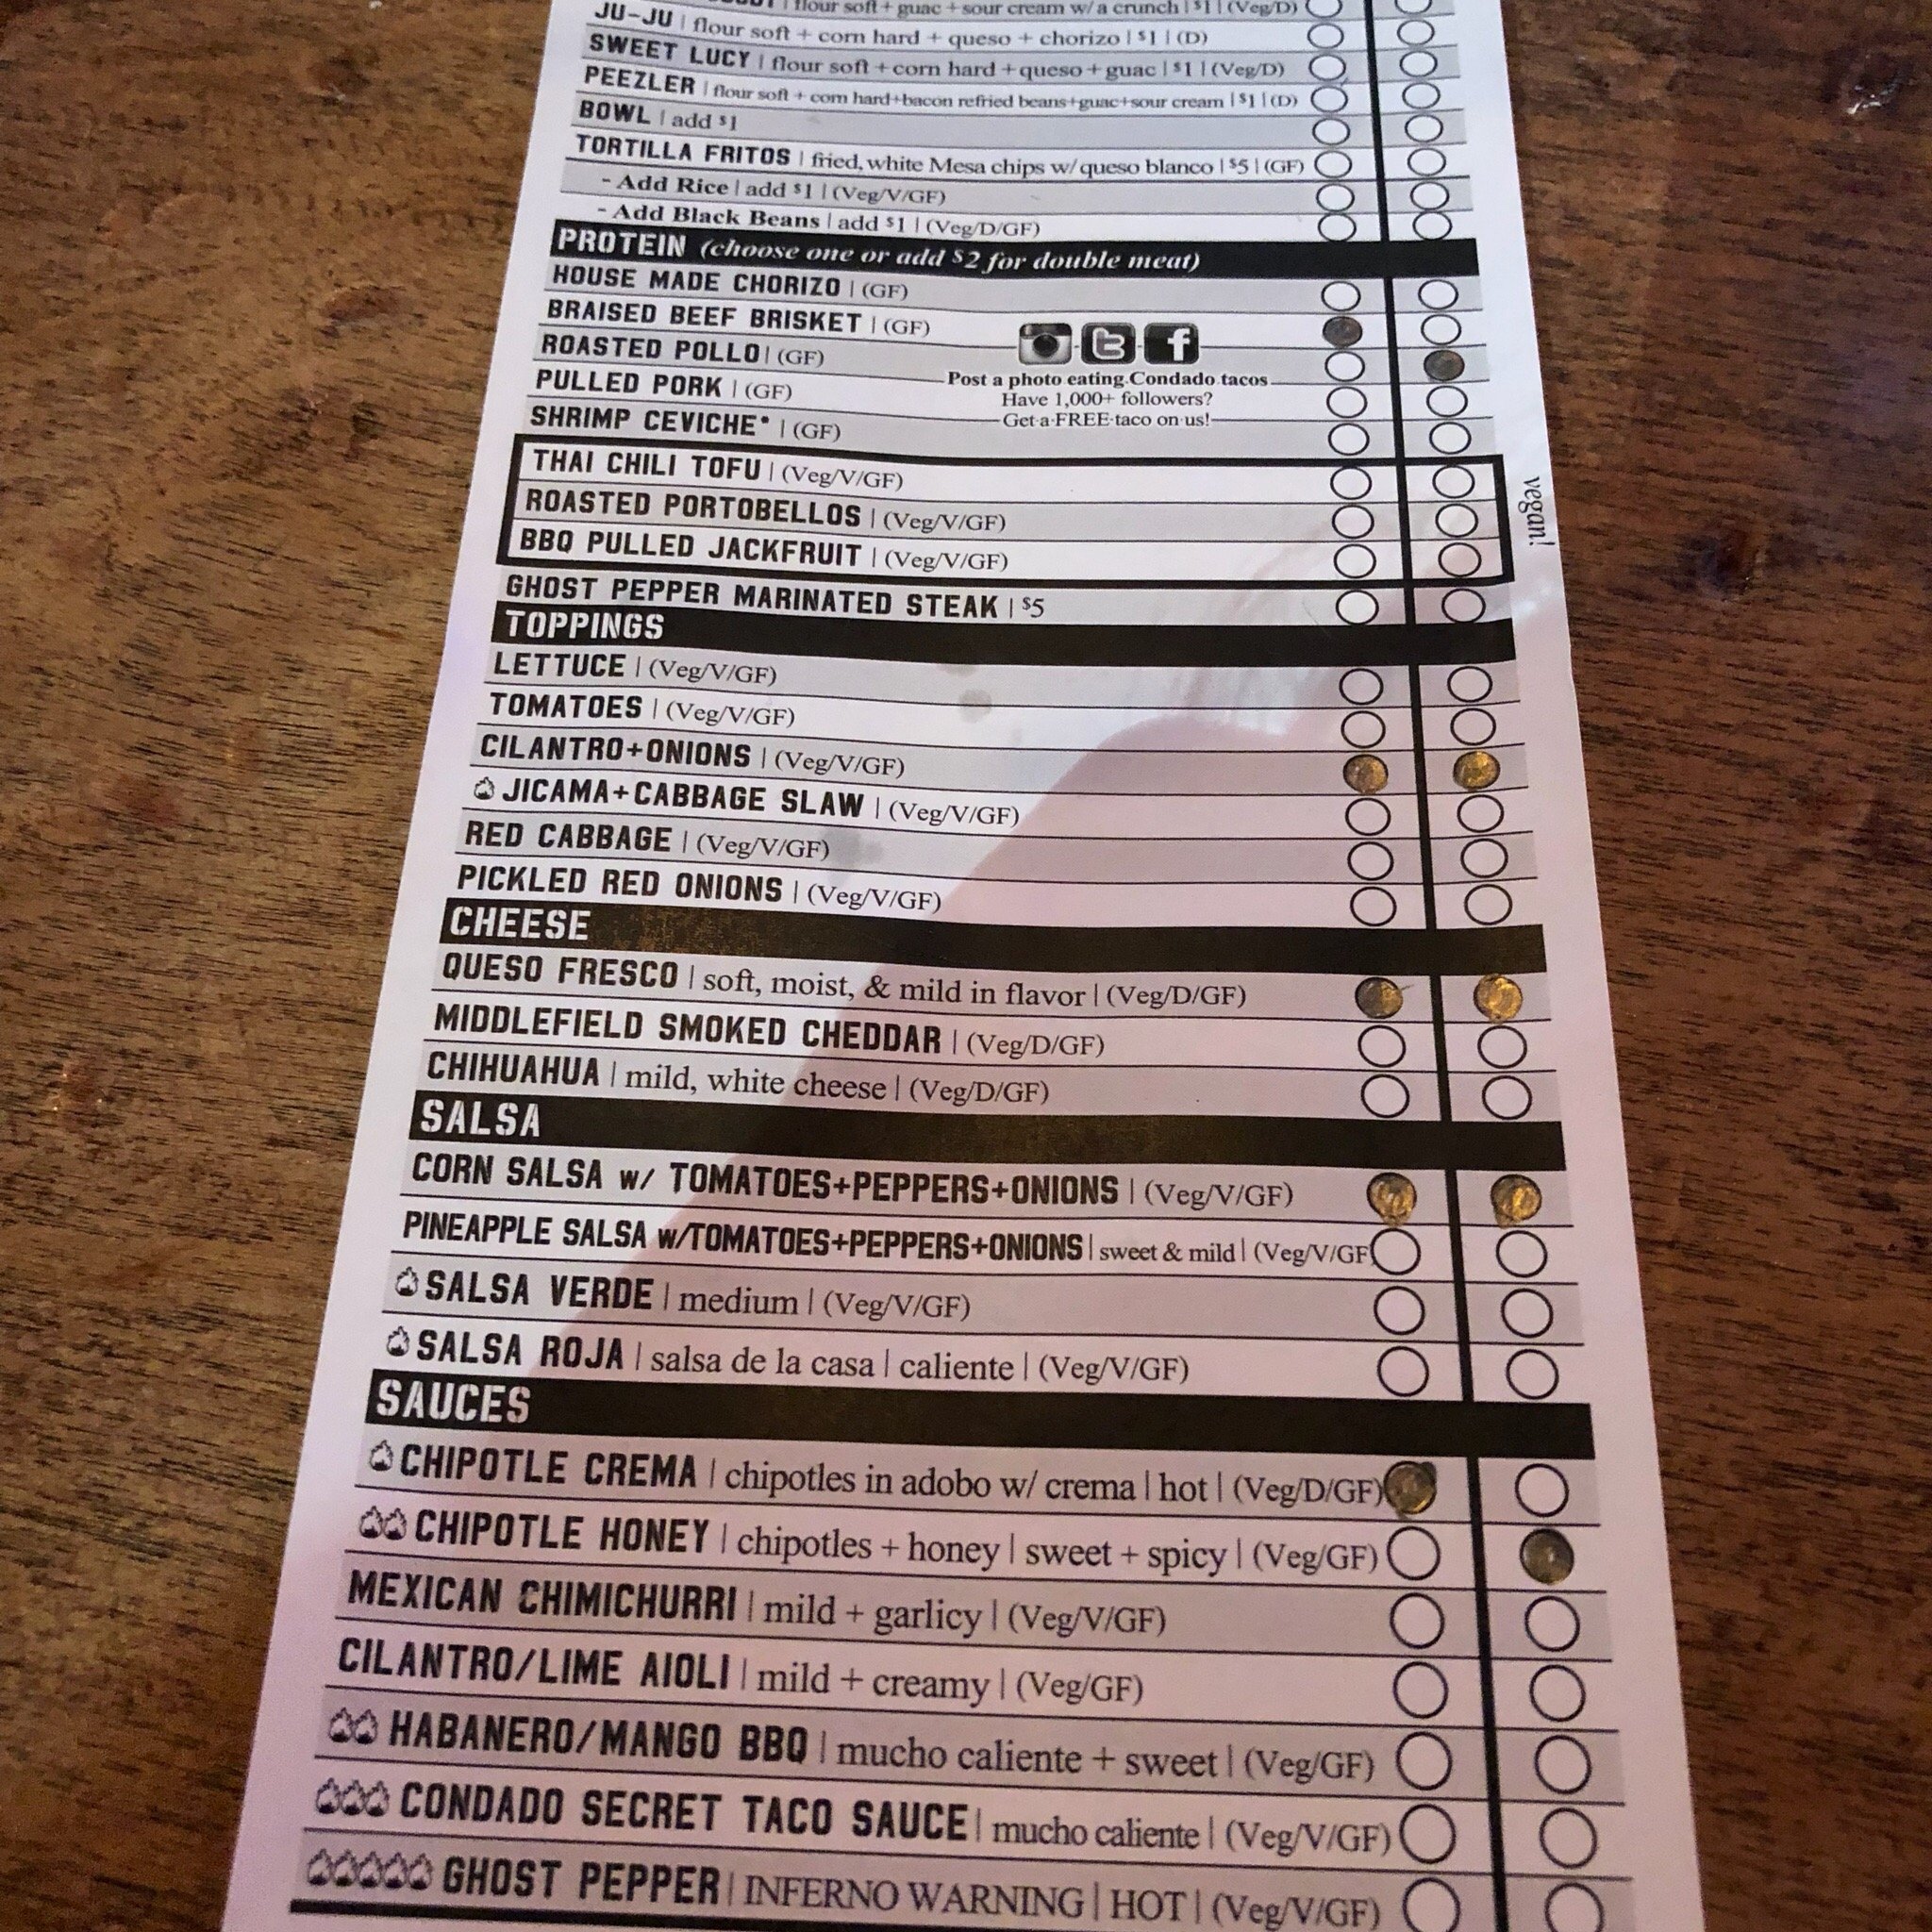 flour soft + guac + sour cream w/ a crunch | $1 | (Veg/D)
JU-JU | flour soft + corn hard + queso + chorizo | $1 | (D)
SWEET LUCY | flour soft + corn hard + queso + guac | $1 | (Veg/D)
PEEZLER | flour soft + corn hard+bacon refried beans+guac+sour cream | $1 | (D)
BOWL | add $1
TORTILLA FRITOS | fried, white Mesa chips w/ queso blanco | $5 | (GF)
- Add Rice | add $1 | (Veg/V/GF)
- Add Black Beans | add $1 | (Veg/D/GF)
PROTEIN (choose one or add $2 for double meat)
HOUSE MADE CHORIZO | (GF)
BRAISED BEEF BRISKET | (GF)
ROASTED POLLO | (GF)
PULLED PORK | (GF)
SHRIMP CEVICHE* | (GF)
Post a photo eating Condado tacos
Have 1,000+ followers?
Get a FREE taco on us!
THAI CHILI TOFU | (Veg/V/GF)
ROASTED PORTOBELLOS | (Veg/V/GF)
BBQ PULLED JACKFRUIT | (Veg/V/GF)
vegan!
GHOST PEPPER MARINATED STEAK | $5
TOPPINGS
LETTUCE | (Veg/V/GF)
TOMATOES | (Veg/V/GF)
CILANTRO+ONIONS | (Veg/V/GF)
JICAMA+CABBAGE SLAW | (Veg/V/GF)
RED CABBAGE | (Veg/V/GF)
PICKLED RED ONIONS | (Veg/V/GF)
CHEESE
QUESO FRESCO | soft, moist, & mild in flavor | (Veg/D/GF)
MIDDLEFIELD SMOKED CHEDDAR | (Veg/D/GF)
CHIHUAHUA | mild, white cheese | (Veg/D/GF)
SALSA
CORN SALSA w/ TOMATOES+PEPPERS+ONIONS | (Veg/V/GF)
PINEAPPLE SALSA w/TOMATOES+PEPPERS+ONIONS | sweet & mild | (Veg/V/GF
SALSA VERDE | medium | (Veg/V/GF)
SALSA ROJA | salsa de la casa | caliente | (Veg/V/GF)
SAUCES
CHIPOTLE CREMA | chipotles in adobo w/ crema | hot | (Veg/D/GF)
CHIPOTLE HONEY | chipotles + honey | sweet + spicy | (Veg/GF)
MEXICAN CHIMICHURRI | mild + garlicy | (Veg/V/GF)
CILANTRO/LIME AIOLI | mild + creamy | (Veg/GF)
HABANERO/MANGO BBQ | mucho caliente + sweet | (Veg/GF)
CONDADO SECRET TACO SAUCE | mucho caliente | (Veg/V/GF)
GHOST PEPPER | INFERNO WARNING | HOT | (Veg/V/GF)